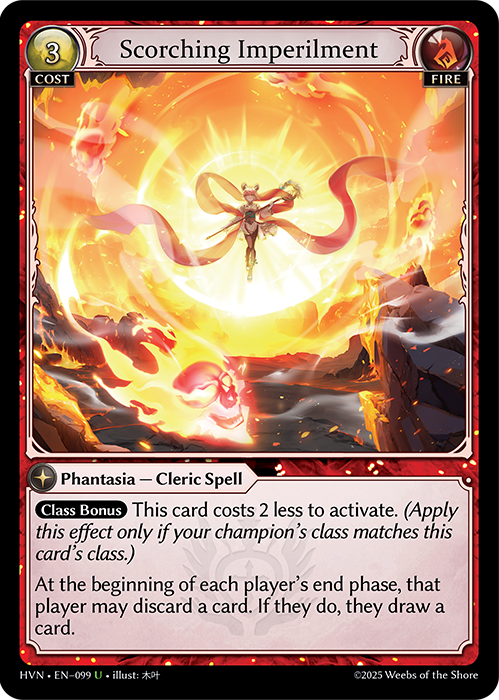 3
Scorching Imperilment
COST
FIRE
Phantasia — Cleric Spell
Class Bonus This card costs 2 less to activate. (Apply
this effect only if your champion's class matches this
card's class.)
At the beginning of each player's end phase, that
player may discard a card. If they do, they draw a
card.
HVN • EN-099 U • illust: 木叶
©2025 Weebs of the Shore